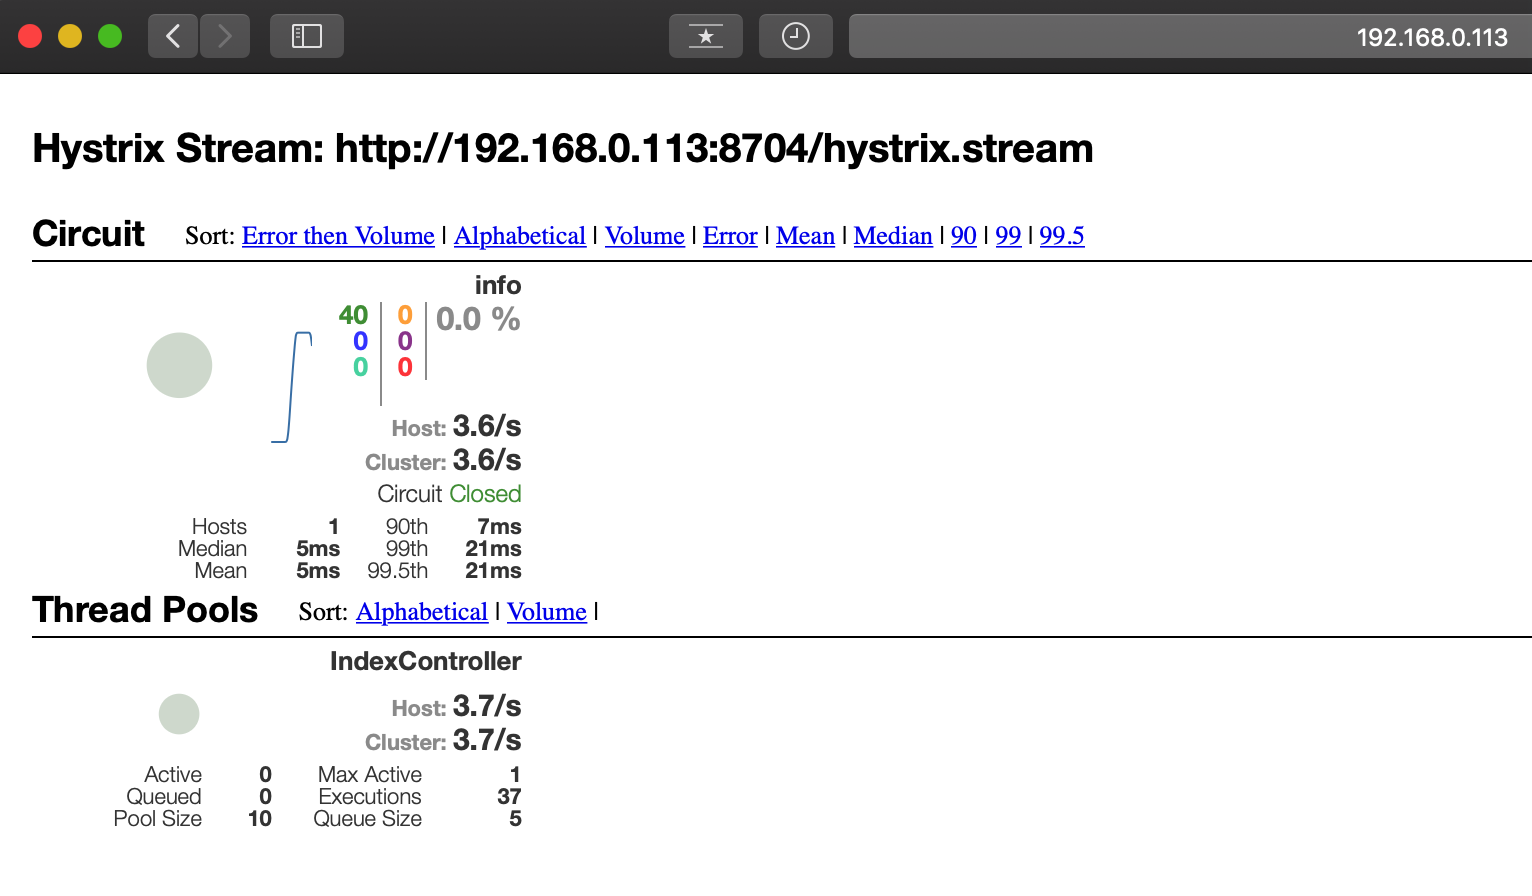 192.168.0.113
Hystrix Stream: http://192.168.0.113:8704/hystrix.stream
Circuit Sort: Error then Volume | Alphabetical | Volume | Error | Mean | Median | 90 | 99 | 99.5
info
40 0 0.0 %
0 0
0 0
Host: 3.6/s
Cluster: 3.6/s
Circuit Closed
Hosts 1 90th 7ms
Median 5ms 99th 21ms
Mean 5ms 99.5th 21ms
Thread Pools Sort: Alphabetical | Volume |
IndexController
Host: 3.7/s
Cluster: 3.7/s
Active 0 Max Active 1
Queued 0 Executions 37
Pool Size 10 Queue Size 5